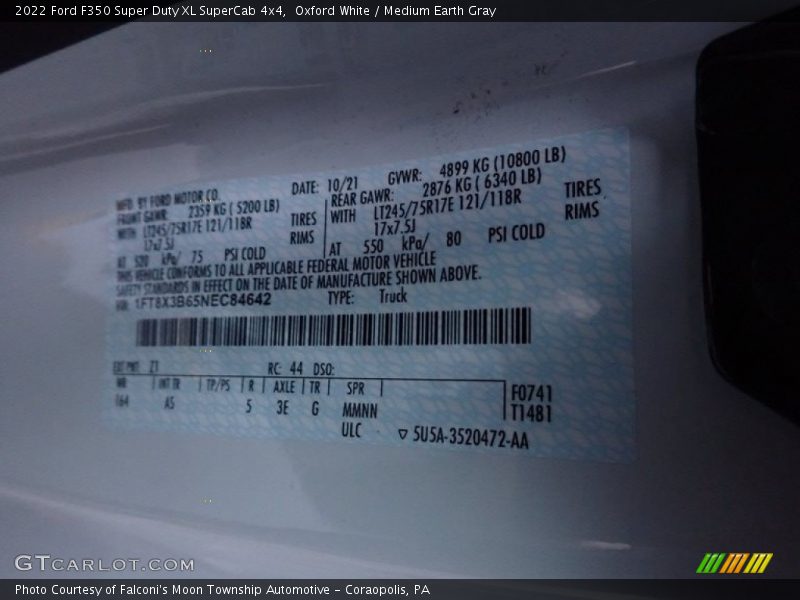 2022 Ford F350 Super Duty XL SuperCab 4x4, Oxford White / Medium Earth Gray
MFD. BY FORD MOTOR CO. DATE: 10/21 GVWR: 4899 KG (10800 LB)
FRONT GAWR: 2359 KG ( 5200 LB) REAR GAWR: 2876 KG ( 6340 LB)
WITH LT245/75R17E 121/118R TIRES WITH LT245/75R17E 121/118R TIRES
17x7.5J RIMS 17x7.5J RIMS
AT 520 kPa/ 75 PSI COLD AT 550 kPa/ 80 PSI COLD
THIS VEHICLE CONFORMS TO ALL APPLICABLE FEDERAL MOTOR VEHICLE
SAFETY STANDARDS IN EFFECT ON THE DATE OF MANUFACTURE SHOWN ABOVE.
VIN: 1FT8X3B65NEC84642 TYPE: Truck
EXT PNT: Z1 RC: 44 DSO:
WB INT TR TP/PS R AXLE TR SPR
164 AS 5 3E G MMNN
ULC
F0741
T1481
▽ 5U5A-3520472-AA
GTCARLOT.COM
Photo Courtesy of Falconi's Moon Township Automotive – Coraopolis, PA